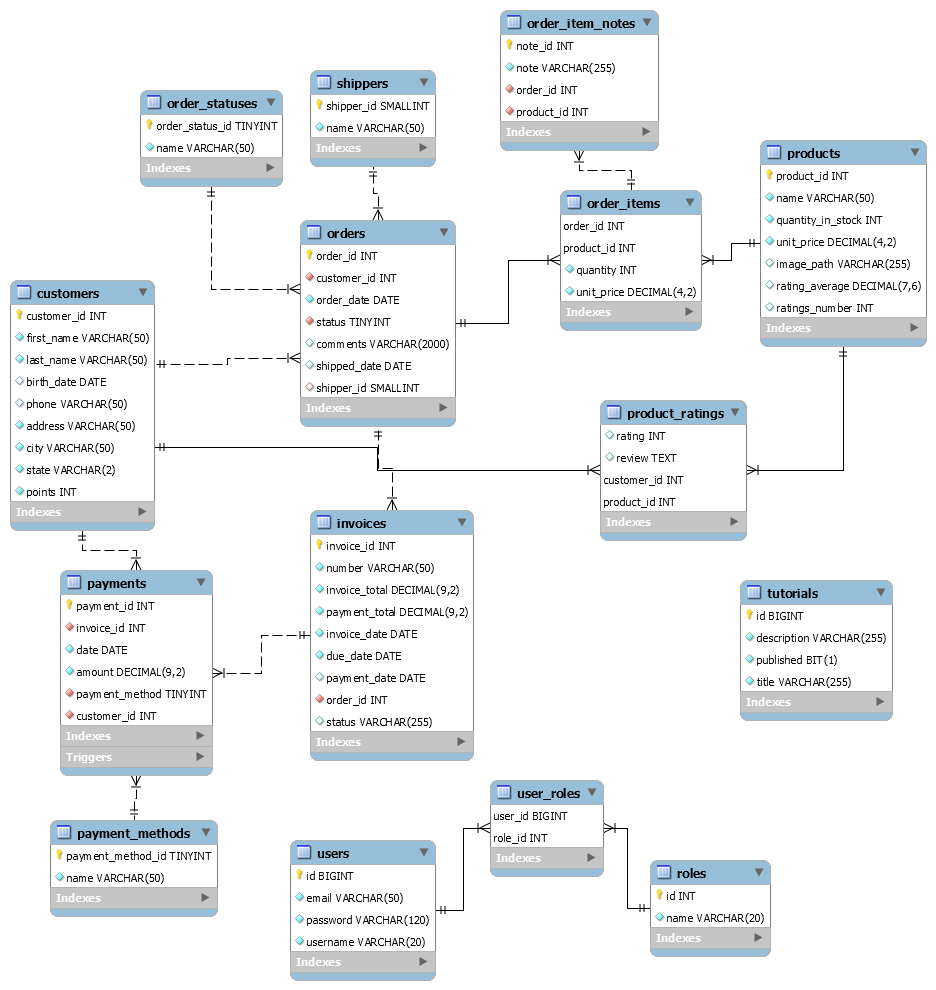 order_item_notes
note_id INT
note VARCHAR(255)
order_id INT
product_id INT
Indexes
shippers
shipper_id SMALLINT
name VARCHAR(50)
Indexes
order_statuses
order_status_id TINYINT
name VARCHAR(50)
Indexes
products
product_id INT
name VARCHAR(50)
quantity_in_stock INT
unit_price DECIMAL(4,2)
image_path VARCHAR(255)
rating_average DECIMAL(7,6)
ratings_number INT
Indexes
order_items
order_id INT
product_id INT
quantity INT
unit_price DECIMAL(4,2)
Indexes
orders
order_id INT
customer_id INT
order_date DATE
status TINYINT
comments VARCHAR(2000)
shipped_date DATE
shipper_id SMALLINT
Indexes
customers
customer_id INT
first_name VARCHAR(50)
last_name VARCHAR(50)
birth_date DATE
phone VARCHAR(50)
address VARCHAR(50)
city VARCHAR(50)
state VARCHAR(2)
points INT
Indexes
product_ratings
rating INT
review TEXT
customer_id INT
product_id INT
Indexes
invoices
invoice_id INT
number VARCHAR(50)
invoice_total DECIMAL(9,2)
payment_total DECIMAL(9,2)
invoice_date DATE
due_date DATE
payment_date DATE
order_id INT
status VARCHAR(255)
Indexes
payments
payment_id INT
invoice_id INT
date DATE
amount DECIMAL(9,2)
payment_method TINYINT
customer_id INT
Indexes
Triggers
tutorials
id BIGINT
description VARCHAR(255)
published BIT(1)
title VARCHAR(255)
Indexes
payment_methods
payment_method_id TINYINT
name VARCHAR(50)
Indexes
user_roles
user_id BIGINT
role_id INT
Indexes
users
id BIGINT
email VARCHAR(50)
password VARCHAR(120)
username VARCHAR(20)
Indexes
roles
id INT
name VARCHAR(20)
Indexes